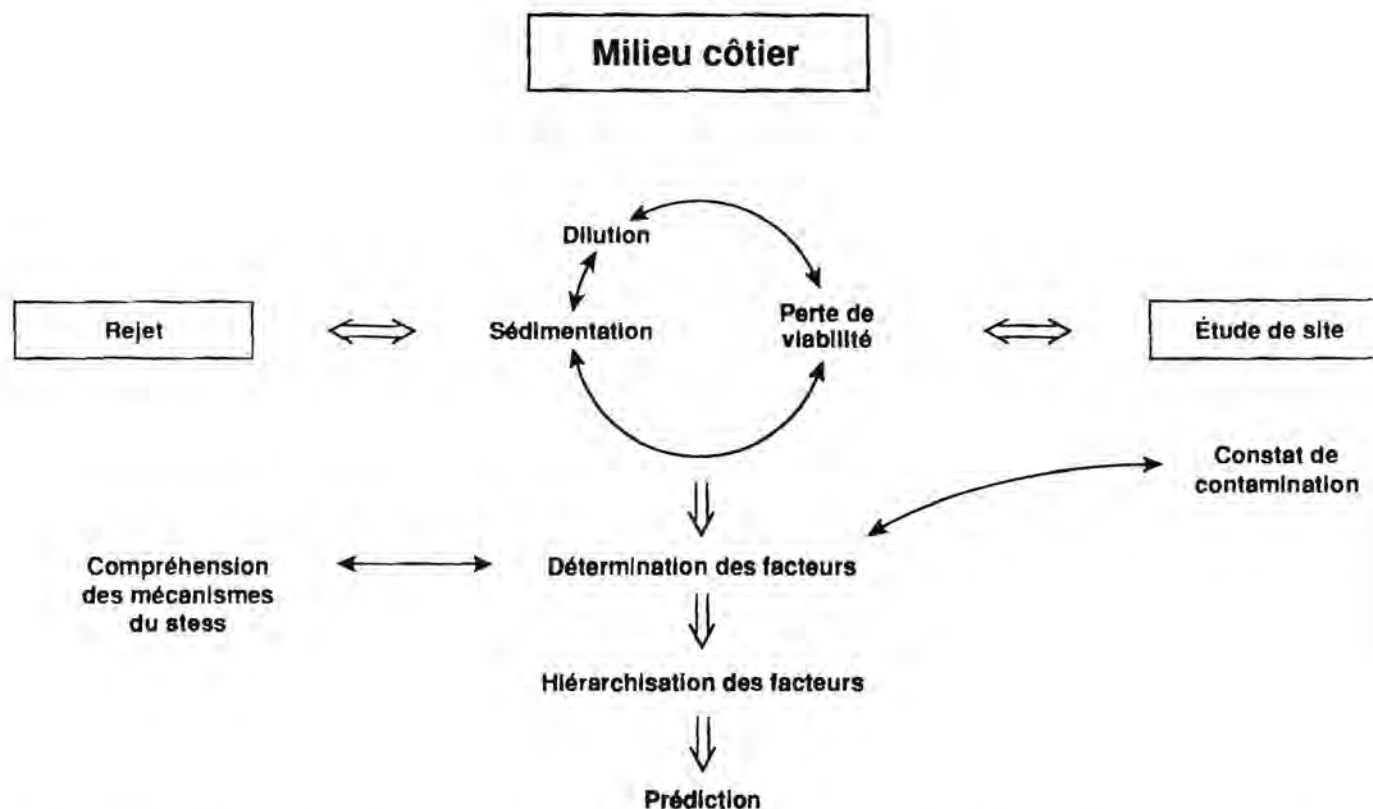 Milieu côtier
Dilution
Rejet
Sédimentation
Perte de
viabilité
Étude de site
Constat de
contamination
Compréhension
des mécanismes
du stess
Détermination des facteurs
Hiérarchisation des facteurs
Prédiction